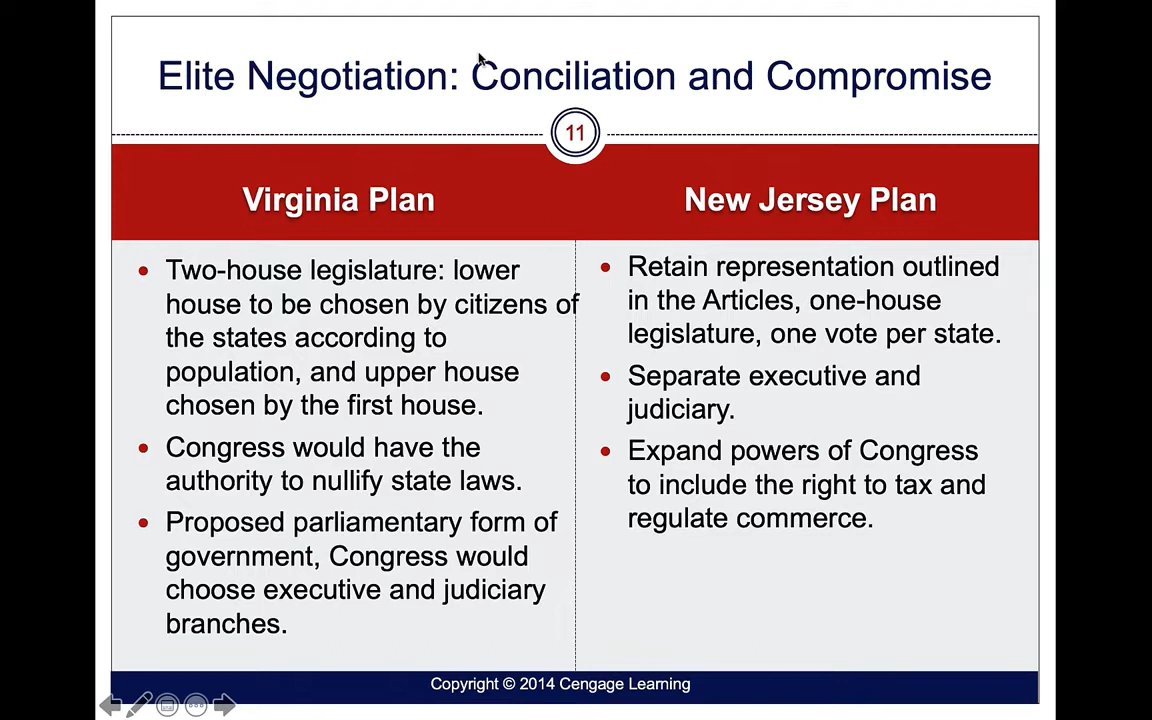 Elite Negotiation: Conciliation and Compromise
11
Virginia Plan
Two-house legislature: lower
house to be chosen by citizens of
the states according to
population, and upper house
chosen by the first house.
Congress would have the
authority to nullify state laws.
Proposed parliamentary form of
government, Congress would
choose executive and judiciary
branches.
New Jersey Plan
Retain representation outlined
in the Articles, one-house
legislature, one vote per state.
Separate executive and
judiciary.
Expand powers of Congress
to include the right to tax and
regulate commerce.
Copyright © 2014 Cengage Learning